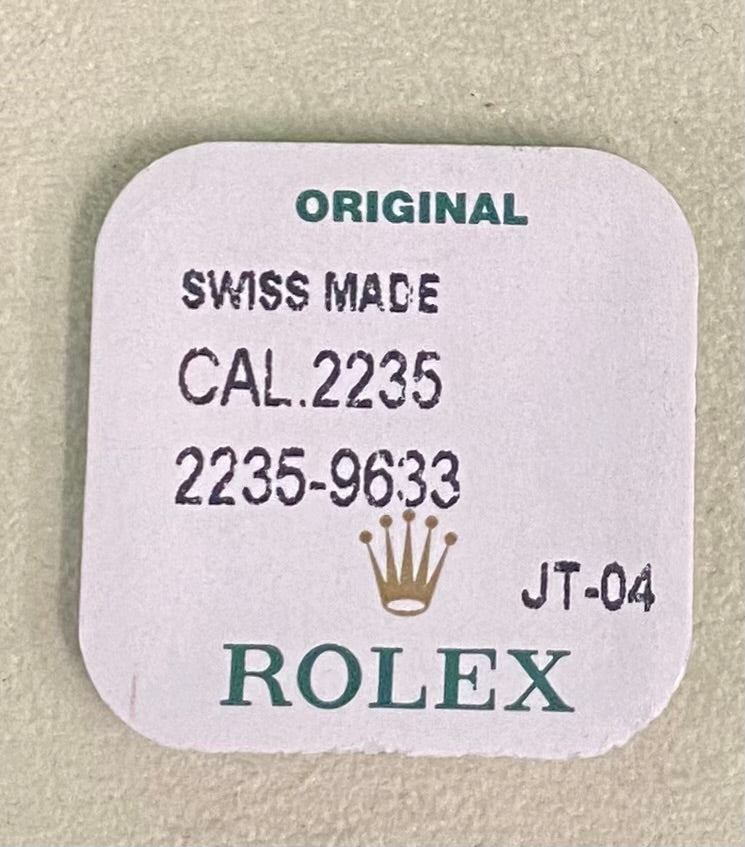 ORIGINAL
SWISS MADE
CAL.2235
2235-9633
JT-04
ROLEX